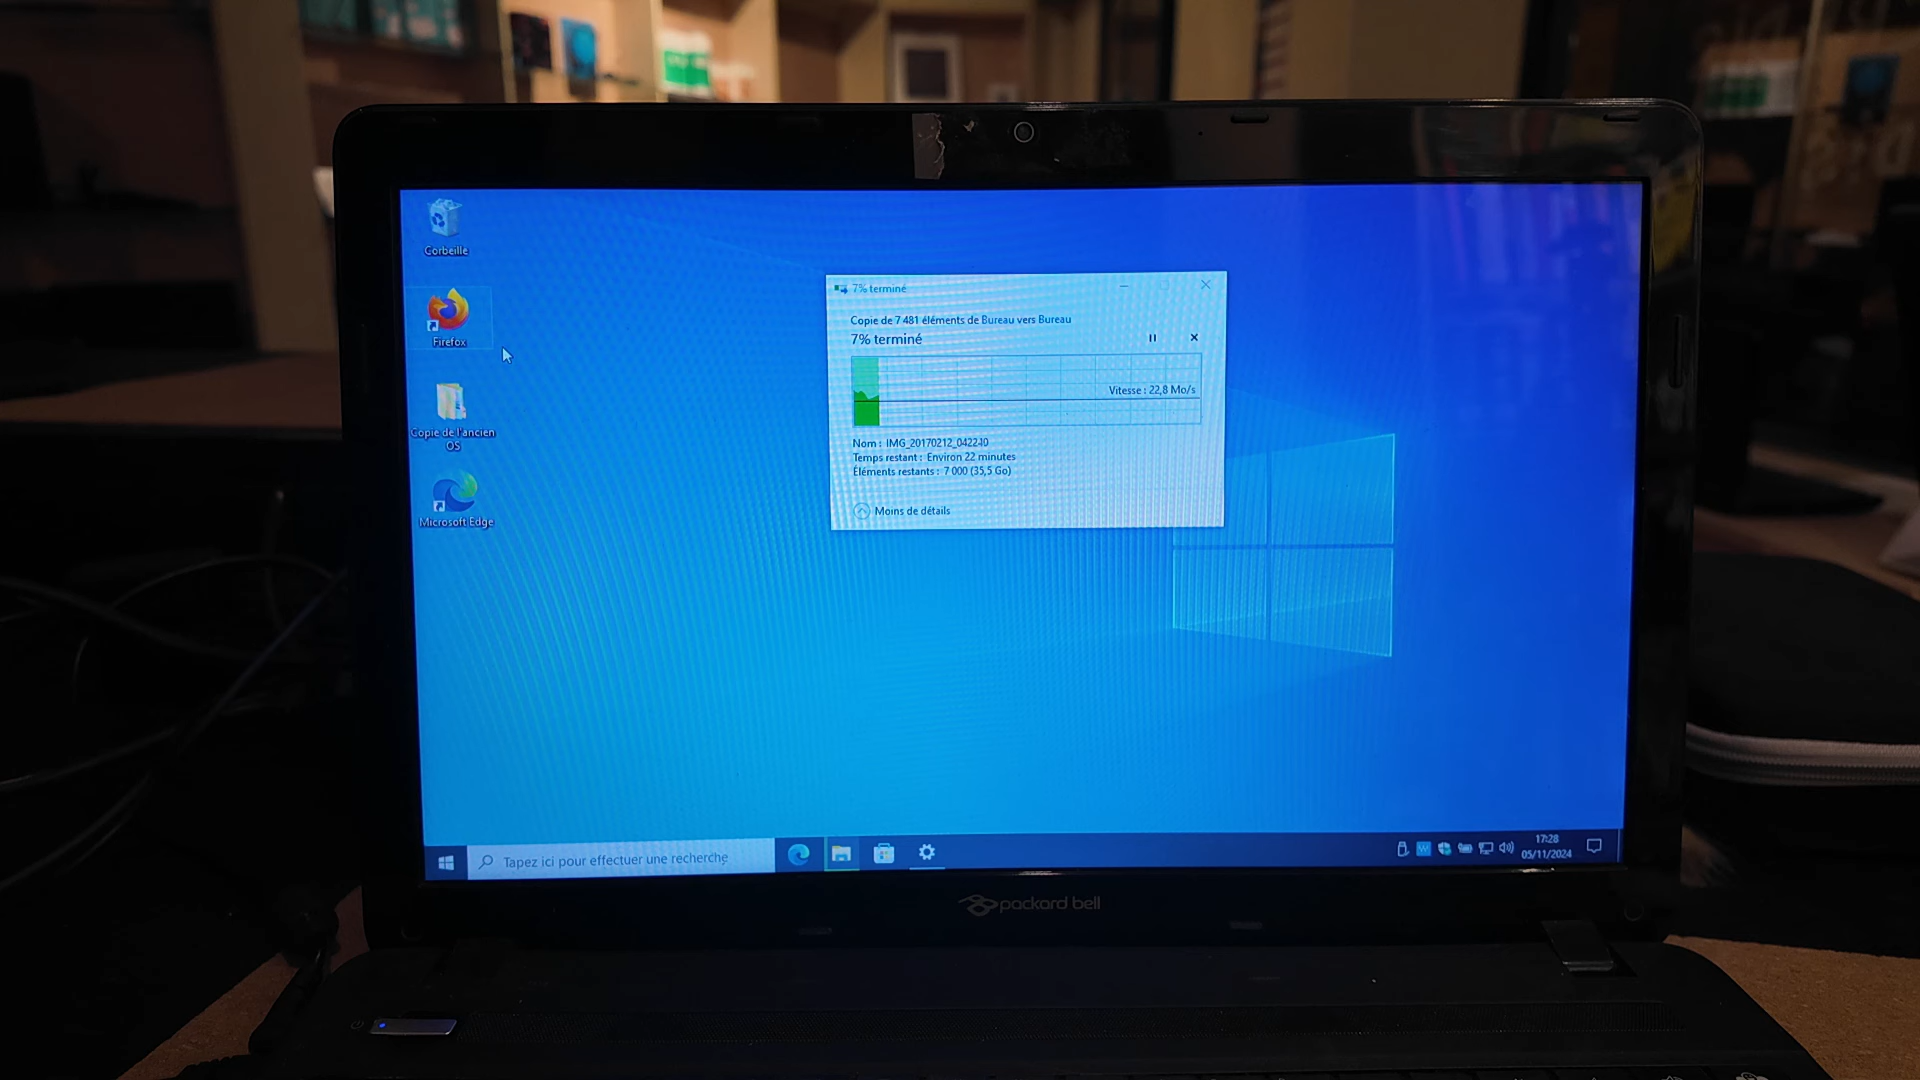 Corbeille
Firefox
Copie de l'ancien
OS
Microsoft Edge
7% terminé
Copie de 7 481 éléments de Bureau vers Bureau
7% terminé
Vitesse : 22,8 Mo/s
Nom : IMG_20170212_042240
Temps restant : Environ 22 minutes
Éléments restants : 7 000 (35,5 Go)
Moins de détails
Tapez ici pour effectuer une recherche
17:28
05/11/2024
packard bell